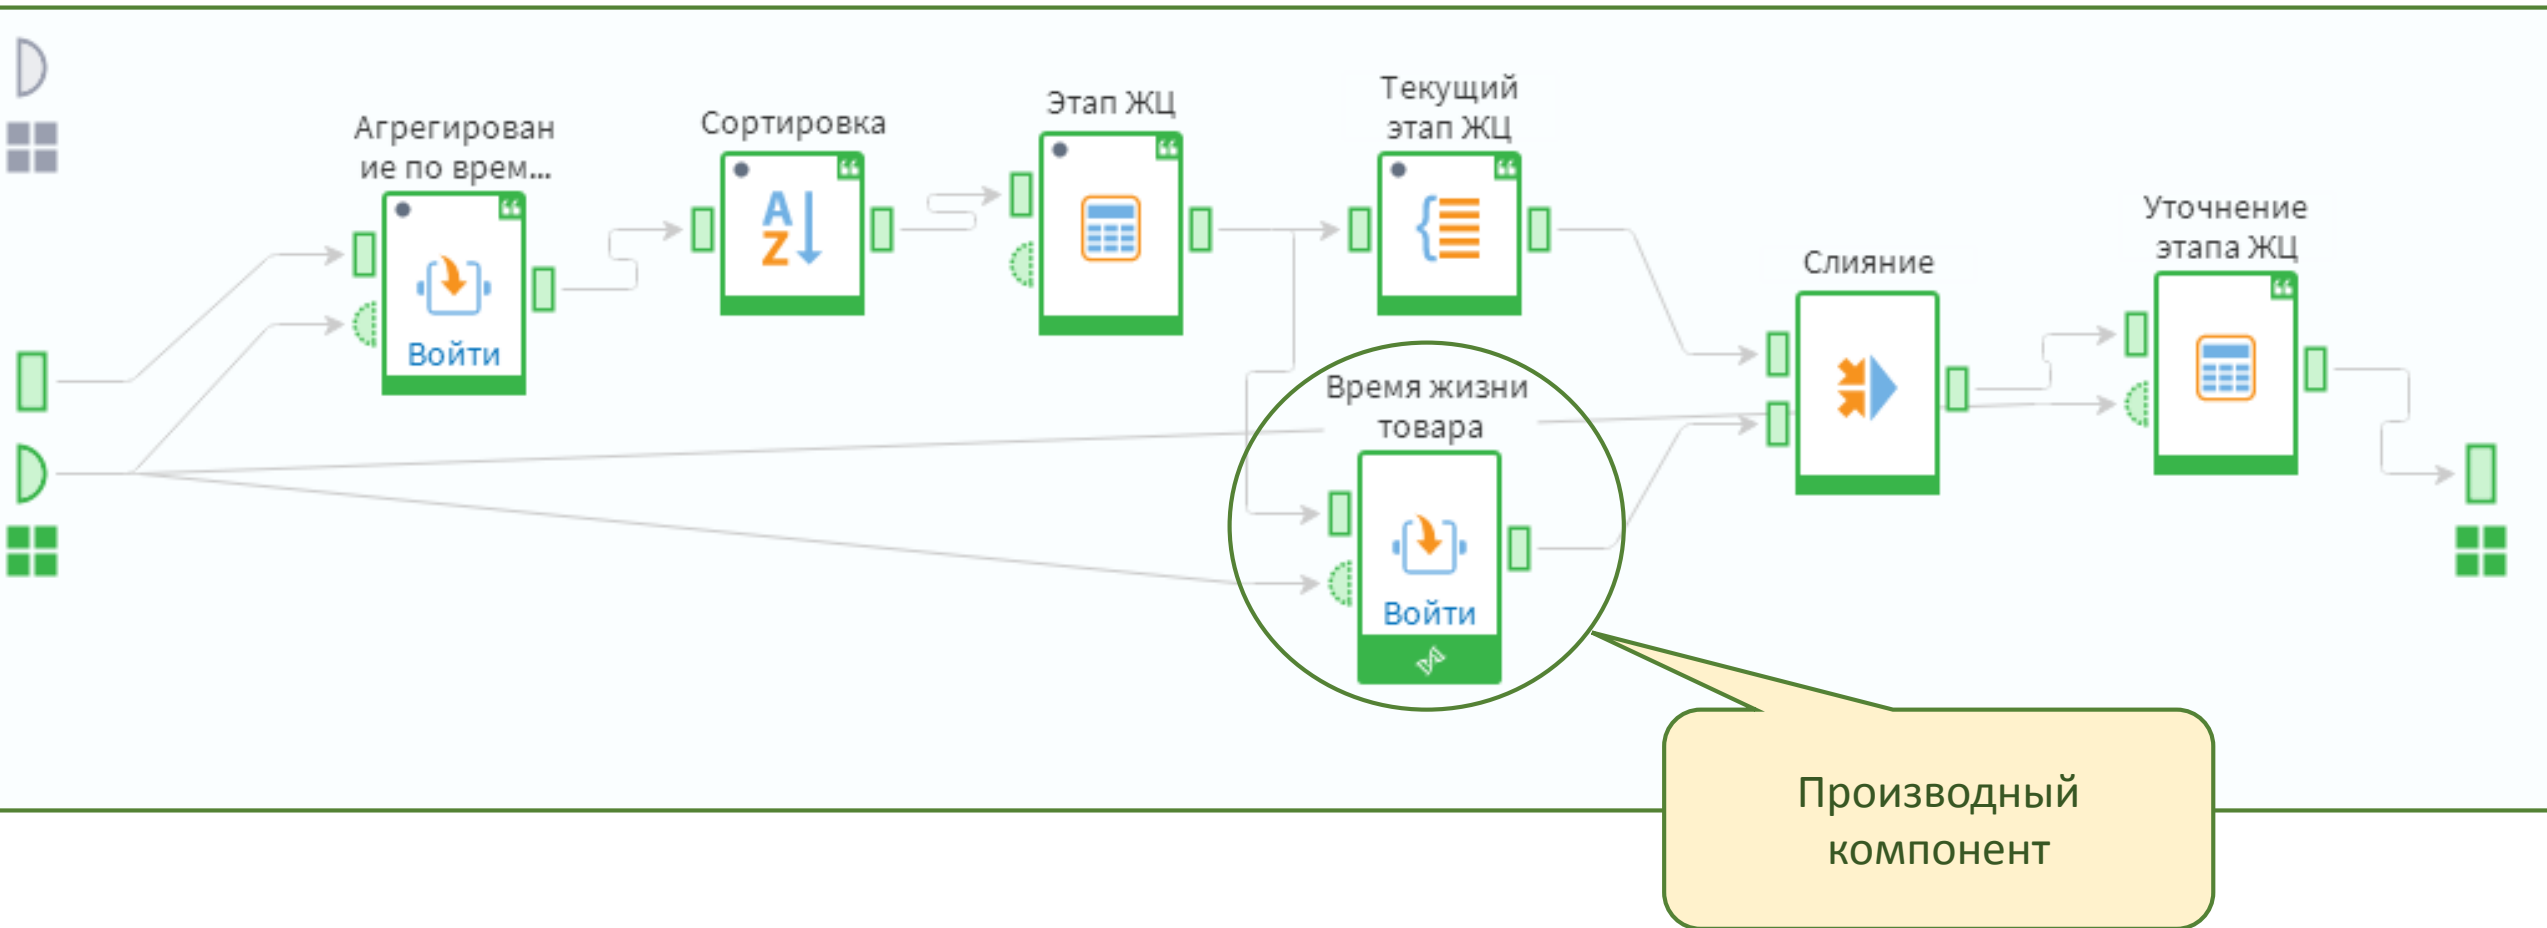 Агрегирован
ие по врем...
Войти
Сортировка
Этап ЖЦ
Текущий
этап ЖЦ
Время жизни
товара
Войти
Слияние
Уточнение
этапа ЖЦ
Производный
компонент